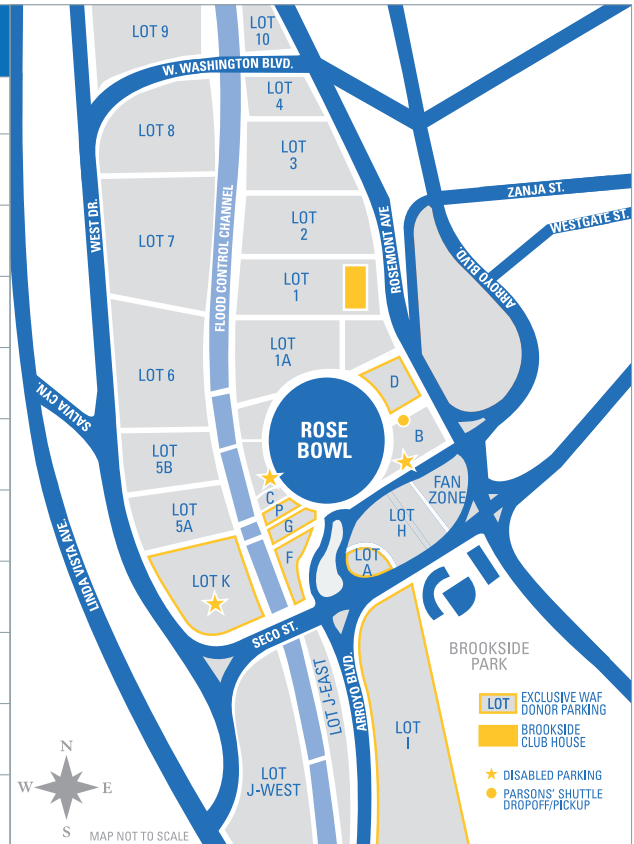 LOT 9
LOT
10
W. WASHINGTON BLVD.
LOT
4
LOT 8
LOT
3
ZANJA ST.
WESTGATE ST.
WEST DR.
FLOOD CONTROL CHANNEL
LOT
2
ROSEMONT AVE
ARROYO BLVD.
LOT 7
LOT
1
LOT
1A
LOT 6
D
SALVIA CYN.
ROSE
BOWL
B
LOT
5B
FAN
ZONE
C
P
G
LOT
5A
LOT
H
F
LOT
A
LOT K
LINDA VISTA AVE.
SECO ST.
BROOKSIDE
PARK
LOT J-EAST
ARROYO BLVD.
LOT
I
LOT
J-WEST
LOT
EXCLUSIVE WAF
DONOR PARKING
BROOKSIDE
CLUB HOUSE
DISABLED PARKING
PARSONS' SHUTTLE
DROPOFF/PICKUP
N
W
E
S
MAP NOT TO SCALE